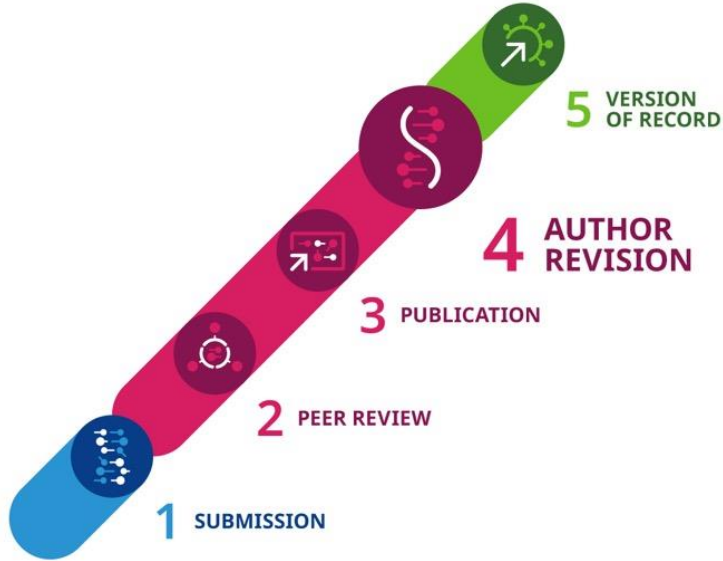 5 VERSION
OF RECORD
4 AUTHOR
REVISION
3 PUBLICATION
2 PEER REVIEW
1 SUBMISSION